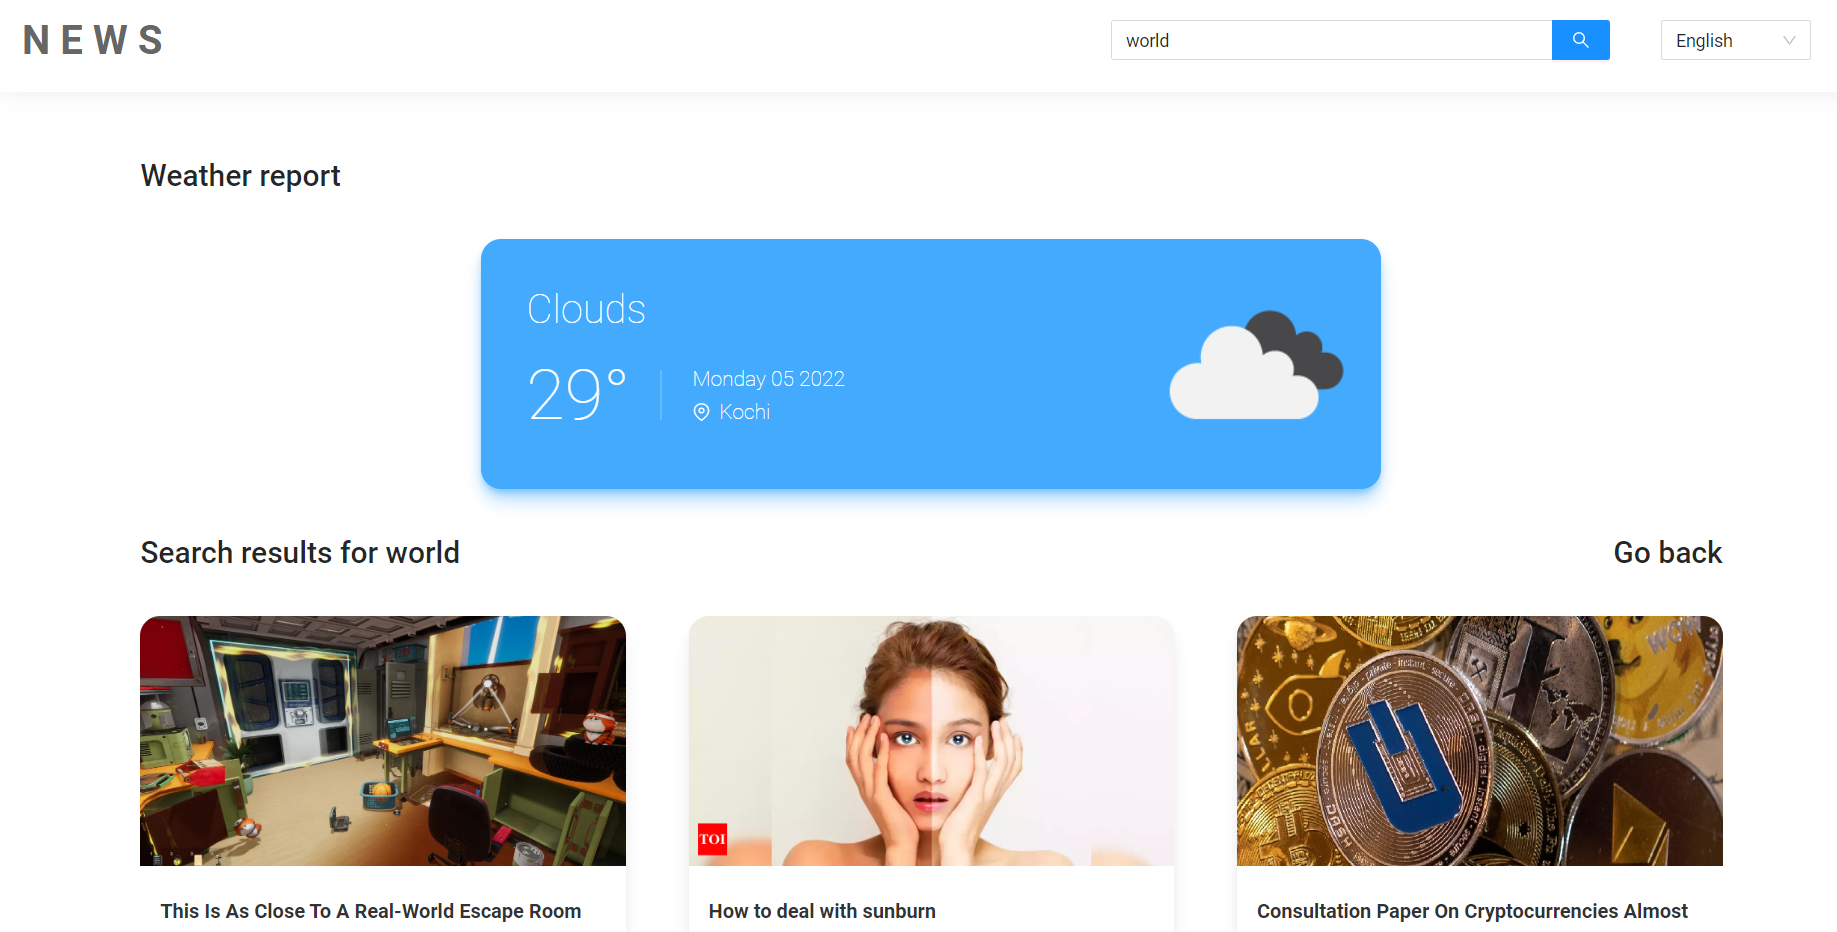 NEWS
world
English
Weather report
Clouds
29°
Monday 05 2022
Kochi
Search results for world
Go back
TOI
This Is As Close To A Real-World Escape Room
How to deal with sunburn
Consultation Paper On Cryptocurrencies Almost